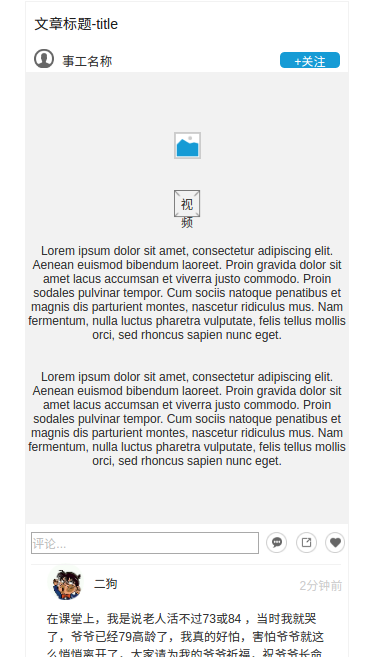 文章标题-title
事工名称
+关注
视
频
Lorem ipsum dolor sit amet, consectetur adipiscing elit.
Aenean euismod bibendum laoreet. Proin gravida dolor sit
amet lacus accumsan et viverra justo commodo. Proin
sodales pulvinar tempor. Cum sociis natoque penatibus et
magnis dis parturient montes, nascetur ridiculus mus. Nam
fermentum, nulla luctus pharetra vulputate, felis tellus mollis
orci, sed rhoncus sapien nunc eget.
Lorem ipsum dolor sit amet, consectetur adipiscing elit.
Aenean euismod bibendum laoreet. Proin gravida dolor sit
amet lacus accumsan et viverra justo commodo. Proin
sodales pulvinar tempor. Cum sociis natoque penatibus et
magnis dis parturient montes, nascetur ridiculus mus. Nam
fermentum, nulla luctus pharetra vulputate, felis tellus mollis
orci, sed rhoncus sapien nunc eget.
评论...
二狗
2分钟前
在课堂上，我是说老人活不过73或84 ，当时我就哭
了，爷爷已经79高龄了，我真的好怕，害怕爷爷就这
么悄悄离开了，大家请为我的爷爷祈福，祝爷爷长命